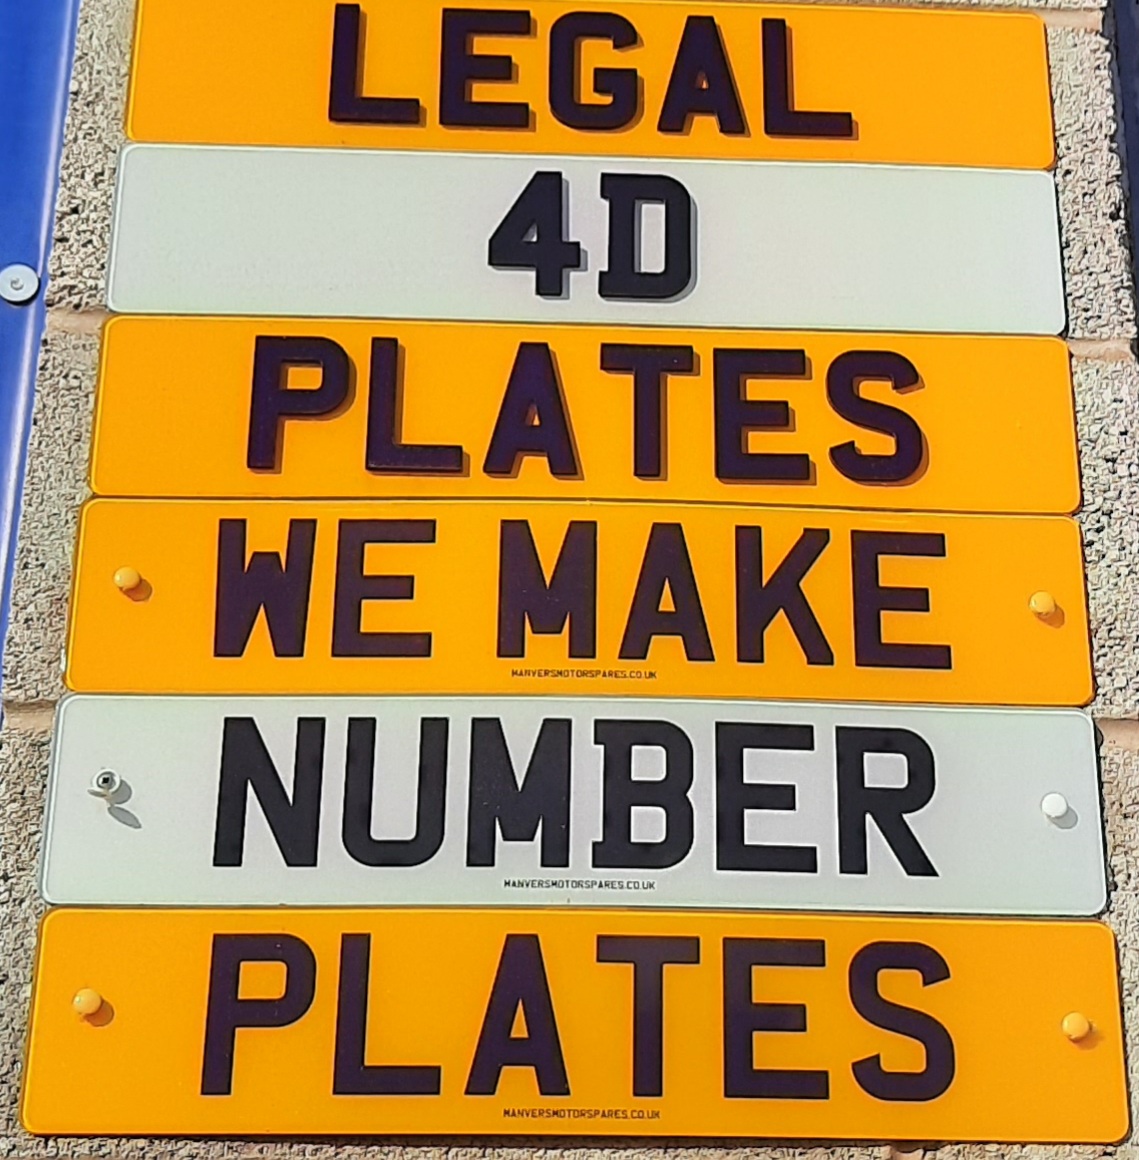 LEGAL
4D
PLATES
WE MAKE
MANVERSMOTORSPARES.CO.UK
NUMBER
MANVERSMOTORSPARES.CO.UK
PLATES
MANVERSMOTORSPARES.CO.UK